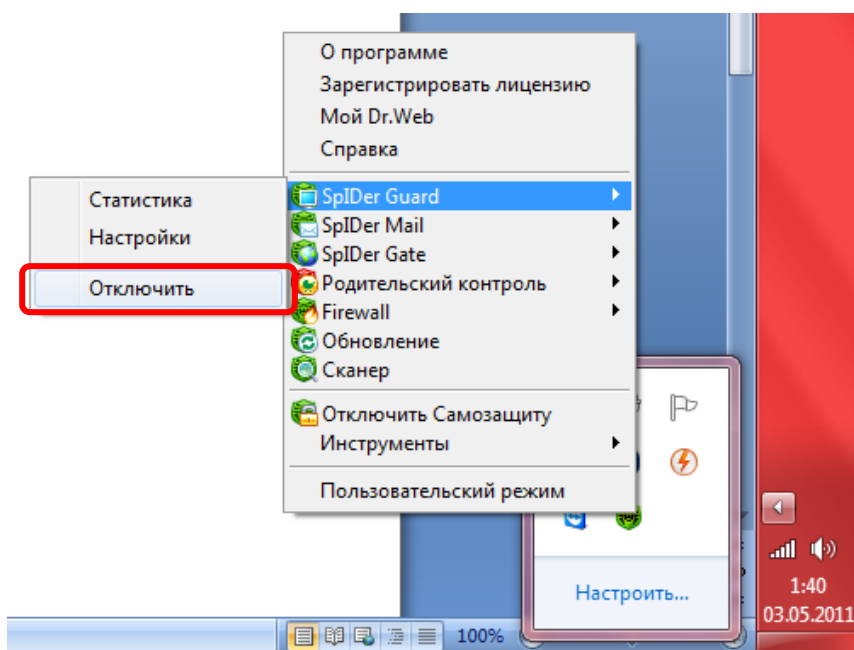 О программе
Зарегистрировать лицензию
Мой Dr.Web
Справка
SpIDer Guard
SpIDer Mail
SpIDer Gate
Родительский контроль
Firewall
Обновление
Сканер
Отключить Самозащиту
Инструменты
Пользовательский режим
Статистика
Настройки
Отключить
Настроить...
1:40
03.05.2011
100%